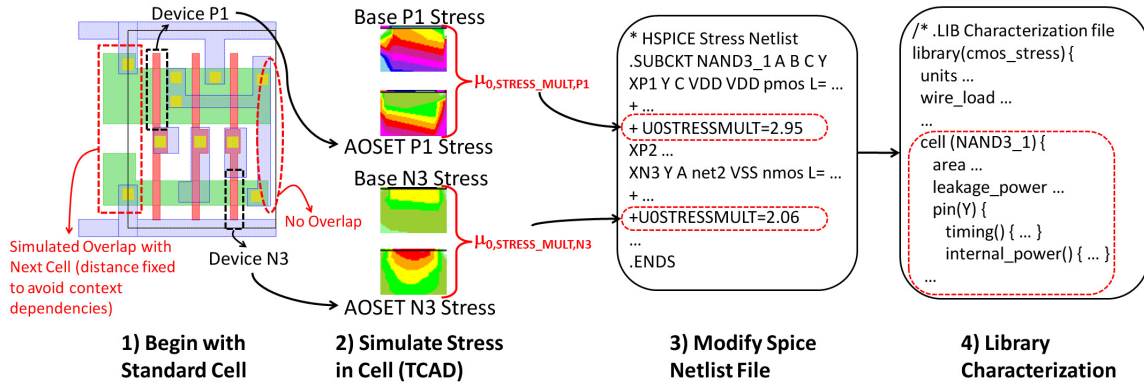 Device P1
Simulated Overlap with
Next Cell (distance fixed
to avoid context
dependencies)
No Overlap
Device N3
1) Begin with
Standard Cell
Base P1 Stress
μ0,STRESS_MULT,P1
AOSET P1 Stress
Base N3 Stress
μ0,STRESS_MULT,N3
AOSET N3 Stress
2) Simulate Stress
in Cell (TCAD)
* HSPICE Stress Netlist
.SUBCKT NAND3_1 A B C Y
XP1 Y C VDD VDD pmos L= ...
+ ...
+ U0STRESSMULT=2.95
XP2 ...
XN3 Y A net2 VSS nmos L= ...
+ ...
+U0STRESSMULT=2.06
...
.ENDS
3) Modify Spice
Netlist File
/* .LIB Characterization file
library(cmos_stress) {
units ...
wire_load ...
...
cell (NAND3_1) {
area ...
leakage_power ...
pin(Y) {
timing() { ... }
internal_power() { ... }
...
4) Library
Characterization